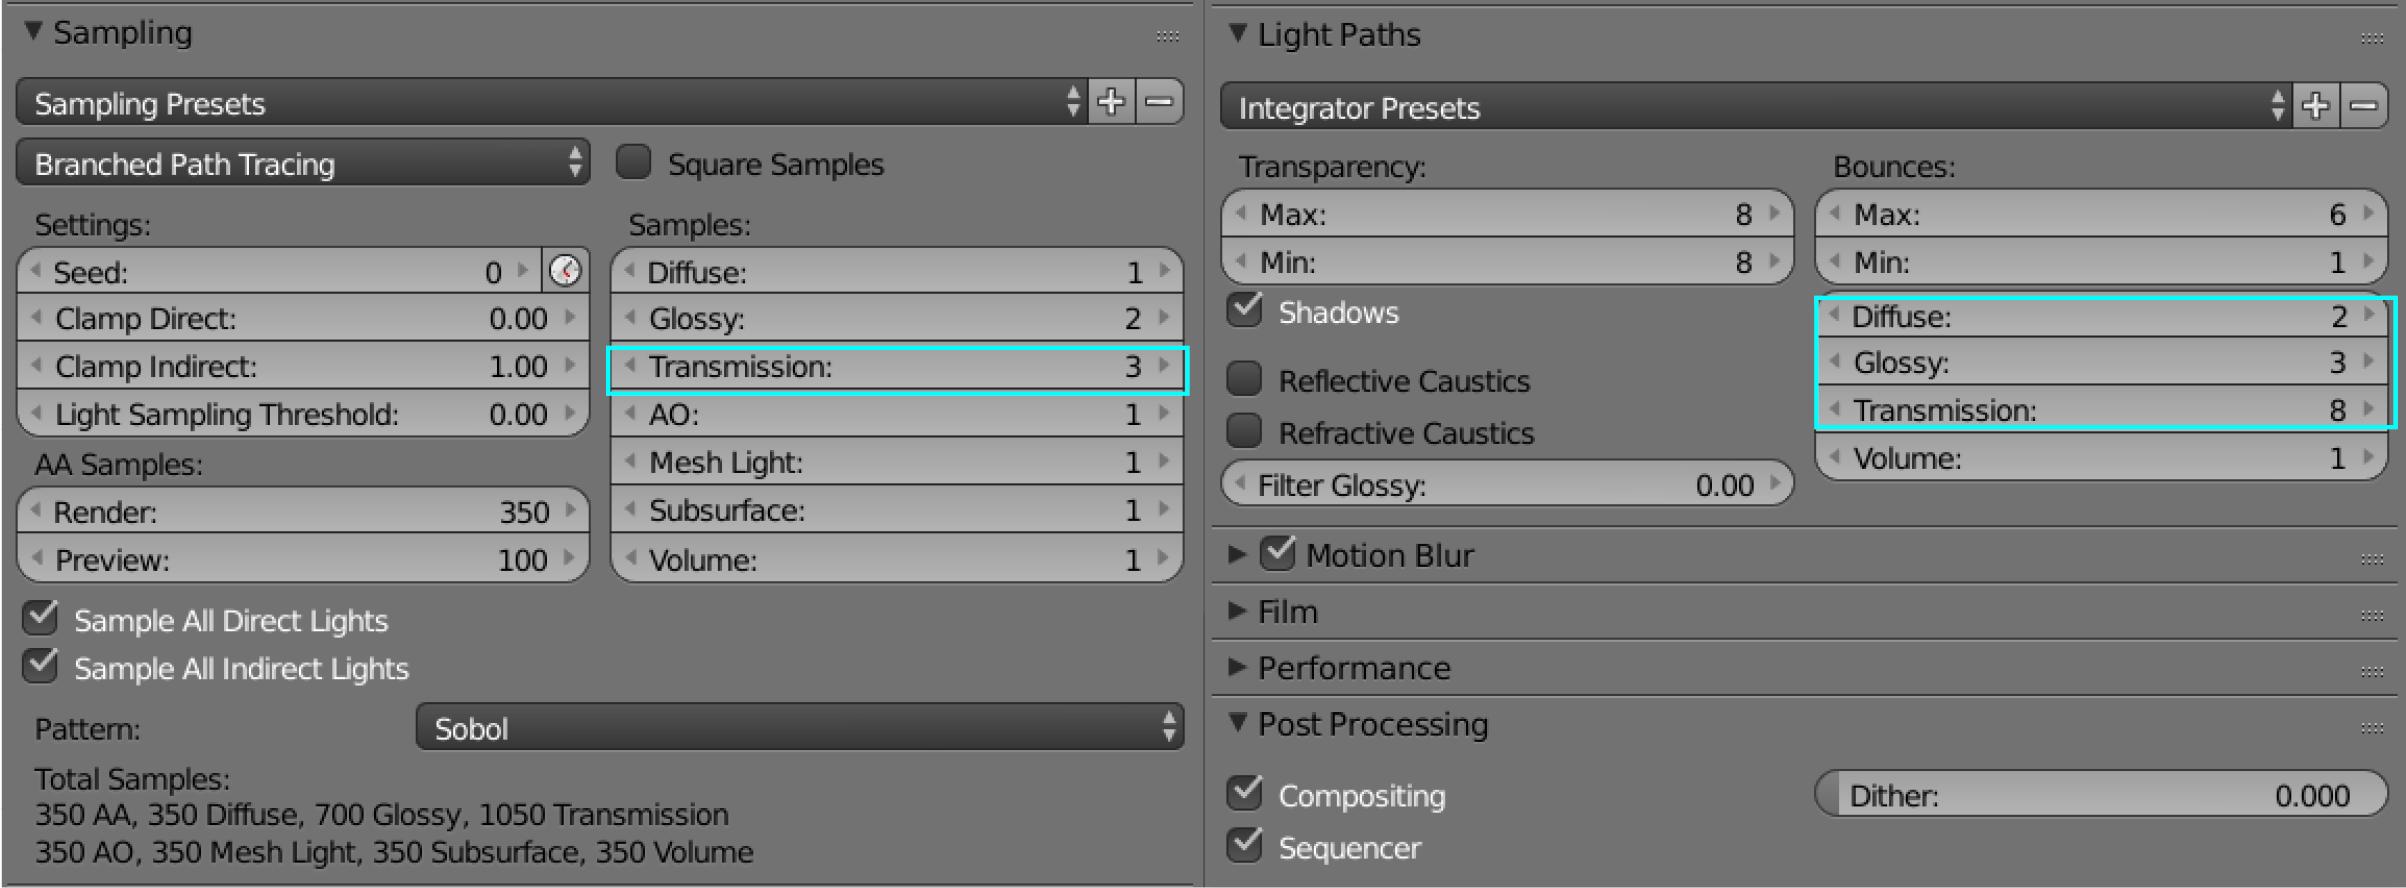 Sampling
Sampling Presets
Branched Path Tracing
Square Samples
Settings:
Seed: 0
Clamp Direct: 0.00
Clamp Indirect: 1.00
Light Sampling Threshold: 0.00
AA Samples:
Render: 350
Preview: 100
Samples:
Diffuse: 1
Glossy: 2
Transmission: 3
AO: 1
Mesh Light: 1
Subsurface: 1
Volume: 1
Sample All Direct Lights
Sample All Indirect Lights
Pattern: Sobol
Total Samples:
350 AA, 350 Diffuse, 700 Glossy, 1050 Transmission
350 AO, 350 Mesh Light, 350 Subsurface, 350 Volume
Light Paths
Integrator Presets
Transparency:
Max: 8
Min: 8
Shadows
Reflective Caustics
Refractive Caustics
Filter Glossy: 0.00
Bounces:
Max: 6
Min: 1
Diffuse: 2
Glossy: 3
Transmission: 8
Volume: 1
Motion Blur
Film
Performance
Post Processing
Compositing
Sequencer
Dither: 0.000